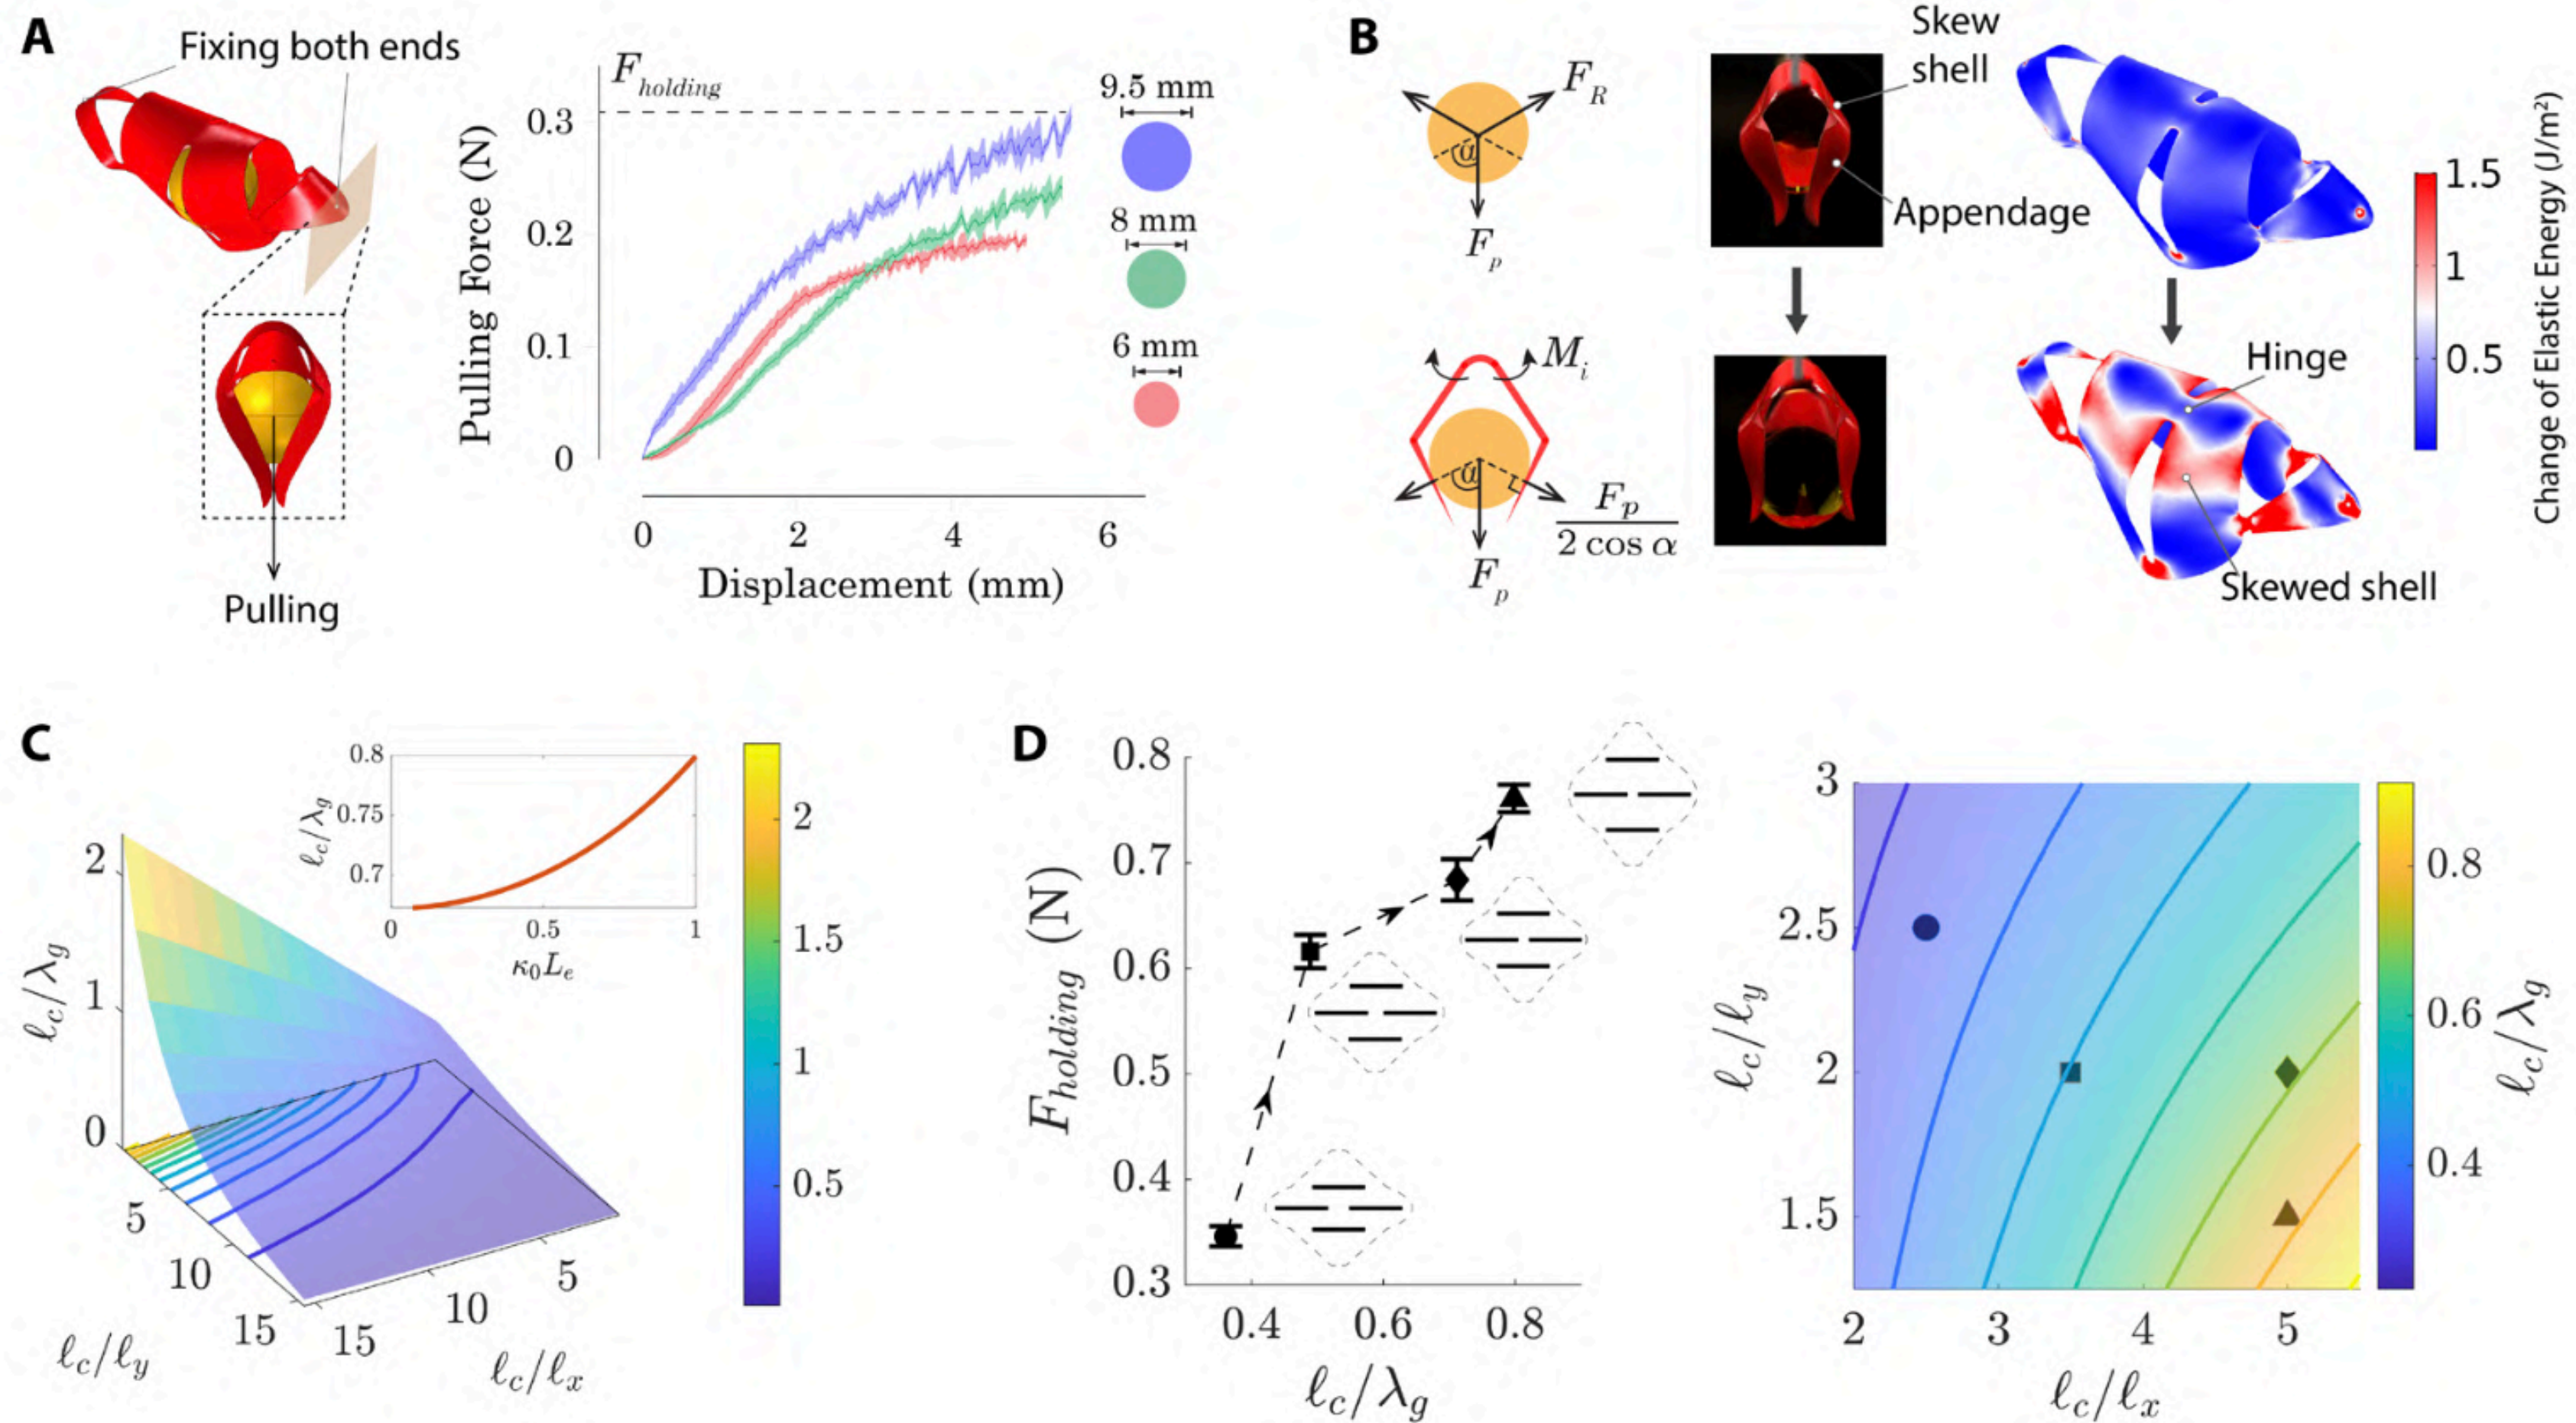 A
Fixing both ends
Pulling
F_holding
Pulling Force (N)
0.3
0.2
0.1
0
0 2 4 6
Displacement (mm)
9.5 mm
8 mm
6 mm
B
F_R
α
F_p
M_i
α
F_p
F_p
2 cos α
Skew
shell
Appendage
Hinge
Skewed shell
1.5
1
0.5
Change of Elastic Energy (J/m²)
C
ℓ_c/λ_g
2
1
0
5
10
15
ℓ_c/ℓ_y
15
10
5
ℓ_c/ℓ_x
ℓ_c/λ_g
0.8
0.75
0.7
0 0.5 1
κ₀L_e
2
1.5
1
0.5
D
F_holding (N)
0.8
0.7
0.6
0.5
0.4
0.3
0.4 0.6 0.8
ℓ_c/λ_g
ℓ_c/ℓ_y
3
2.5
2
1.5
2 3 4 5
ℓ_c/ℓ_x
0.8
0.6
0.4
ℓ_c/λ_g